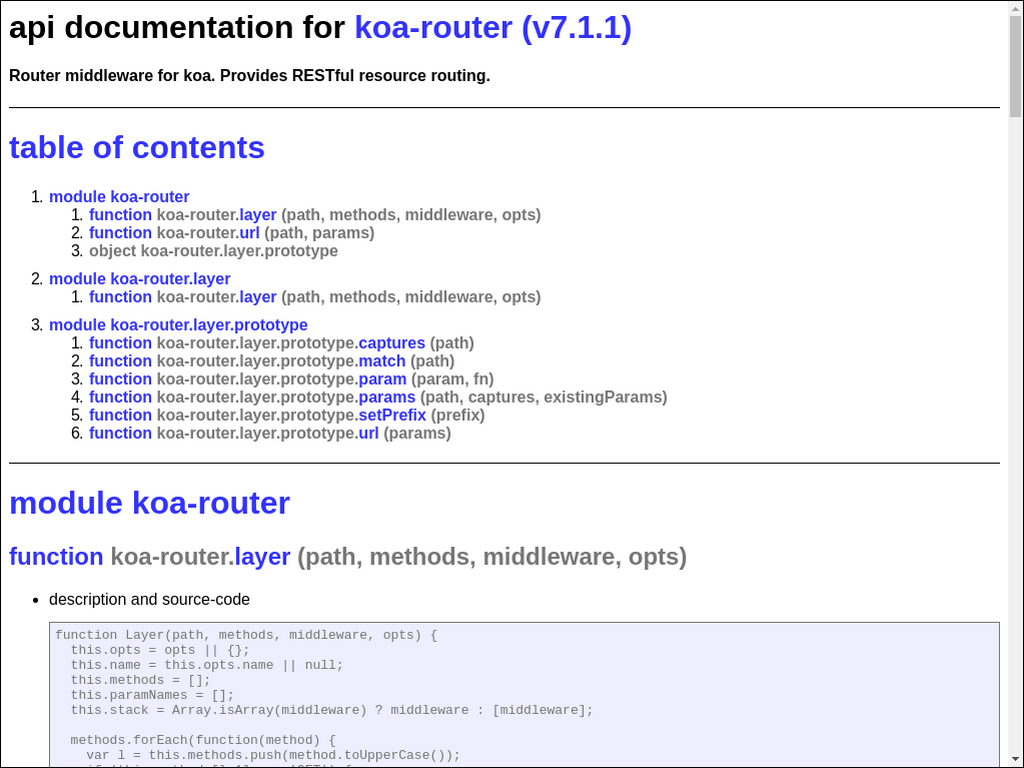 api documentation for koa-router (v7.1.1)
Router middleware for koa. Provides RESTful resource routing.
table of contents
1. module koa-router
1. function koa-router.layer (path, methods, middleware, opts)
2. function koa-router.url (path, params)
3. object koa-router.layer.prototype
2. module koa-router.layer
1. function koa-router.layer (path, methods, middleware, opts)
3. module koa-router.layer.prototype
1. function koa-router.layer.prototype.captures (path)
2. function koa-router.layer.prototype.match (path)
3. function koa-router.layer.prototype.param (param, fn)
4. function koa-router.layer.prototype.params (path, captures, existingParams)
5. function koa-router.layer.prototype.setPrefix (prefix)
6. function koa-router.layer.prototype.url (params)
module koa-router
function koa-router.layer (path, methods, middleware, opts)
• description and source-code
function Layer(path, methods, middleware, opts) {
  this.opts = opts || {};
  this.name = this.opts.name || null;
  this.methods = [];
  this.paramNames = [];
  this.stack = Array.isArray(middleware) ? middleware : [middleware];
  methods.forEach(function(method) {
    var l = this.methods.push(method.toUpperCase());